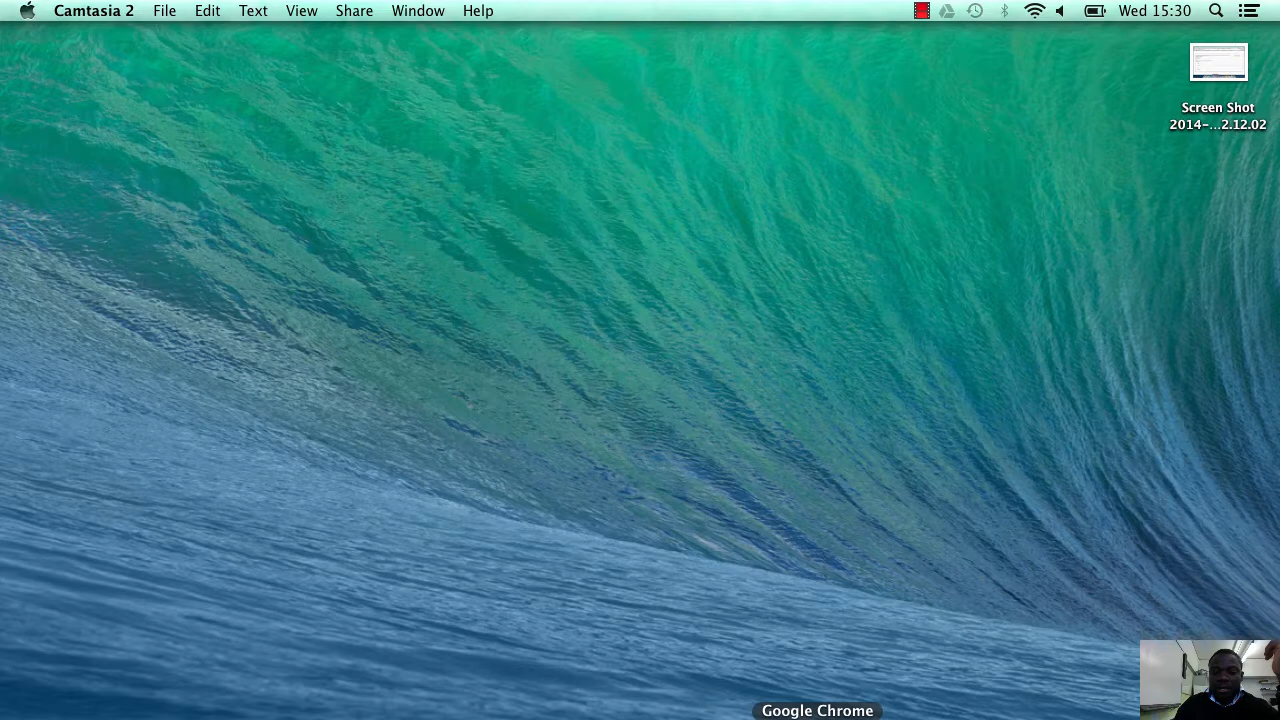 Camtasia 2 File Edit Text View Share Window Help Wed 15:30
Screen Shot
2014-...2.12.02
Google Chrome